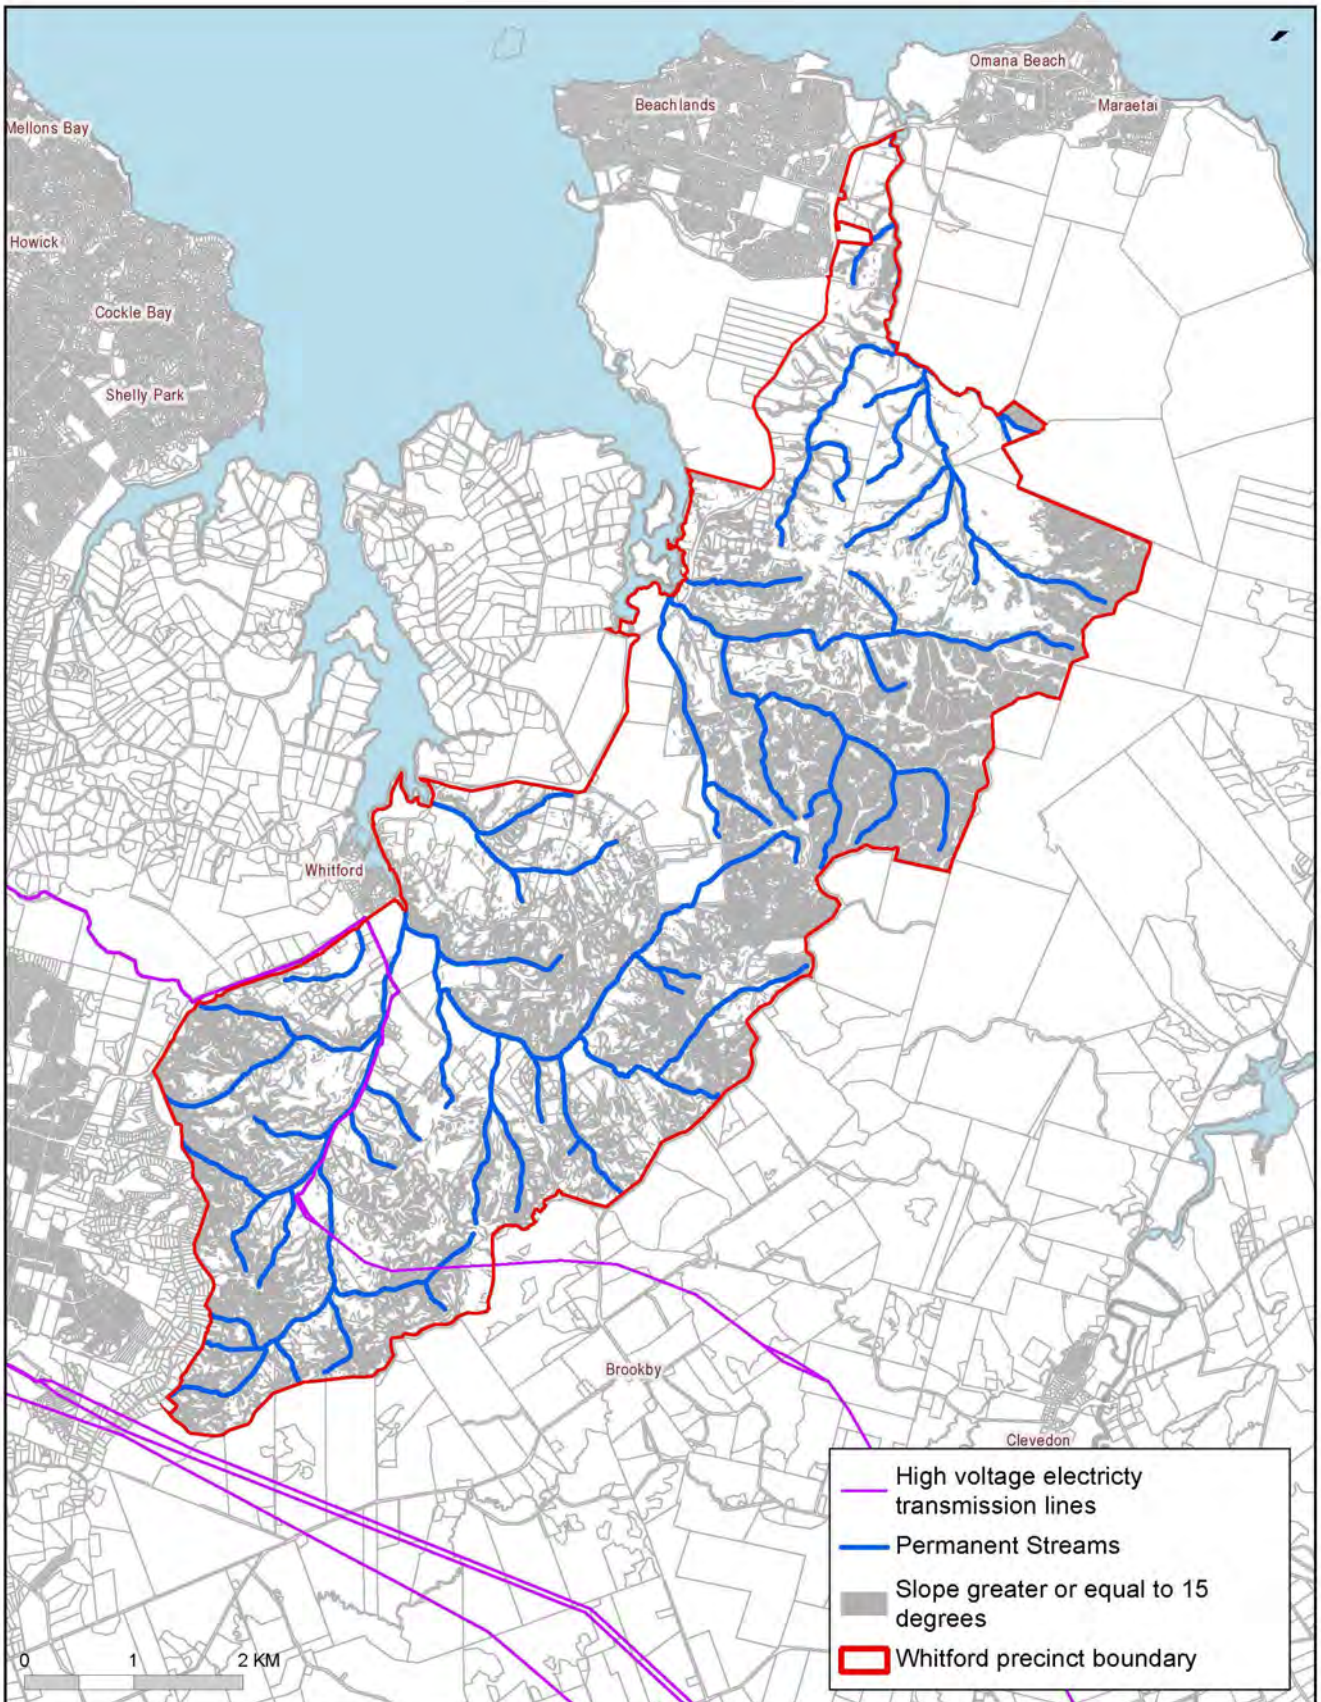 Omana Beach
Beachlands
Maraetai
Mellons Bay
Howick
Cockle Bay
Shelly Park
Whitford
Brookby
Clevedon
High voltage electricty
transmission lines
Permanent Streams
Slope greater or equal to 15
degrees
Whitford precinct boundary
0 1 2 KM